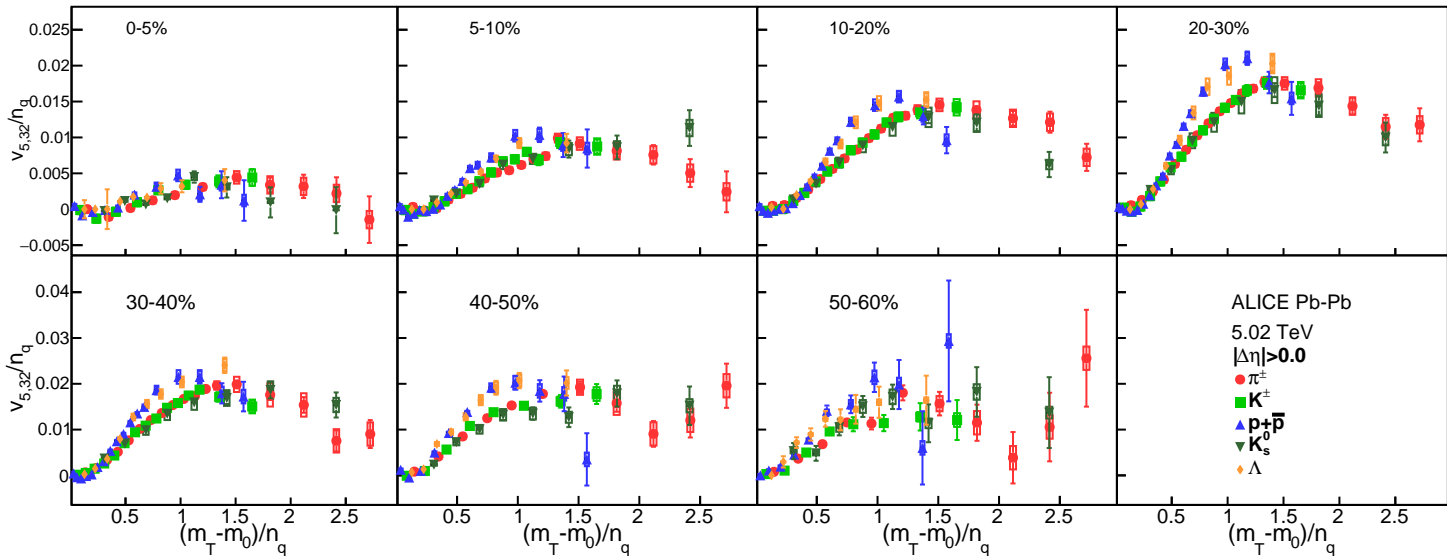 0-5%
5-10%
10-20%
20-30%
0.025
0.02
0.015
0.01
0.005
0
−0.005
v5,32/nq
30-40%
40-50%
50-60%
0.04
0.03
0.02
0.01
0
v5,32/nq
ALICE Pb-Pb
5.02 TeV
|Δη|>0.0
π±
K±
p+p̅
K0s
Λ
0.5 1 1.5 2 2.5
0.5 1 1.5 2 2.5
0.5 1 1.5 2 2.5
0.5 1 1.5 2 2.5
(mT-m0)/nq
(mT-m0)/nq
(mT-m0)/nq
(mT-m0)/nq